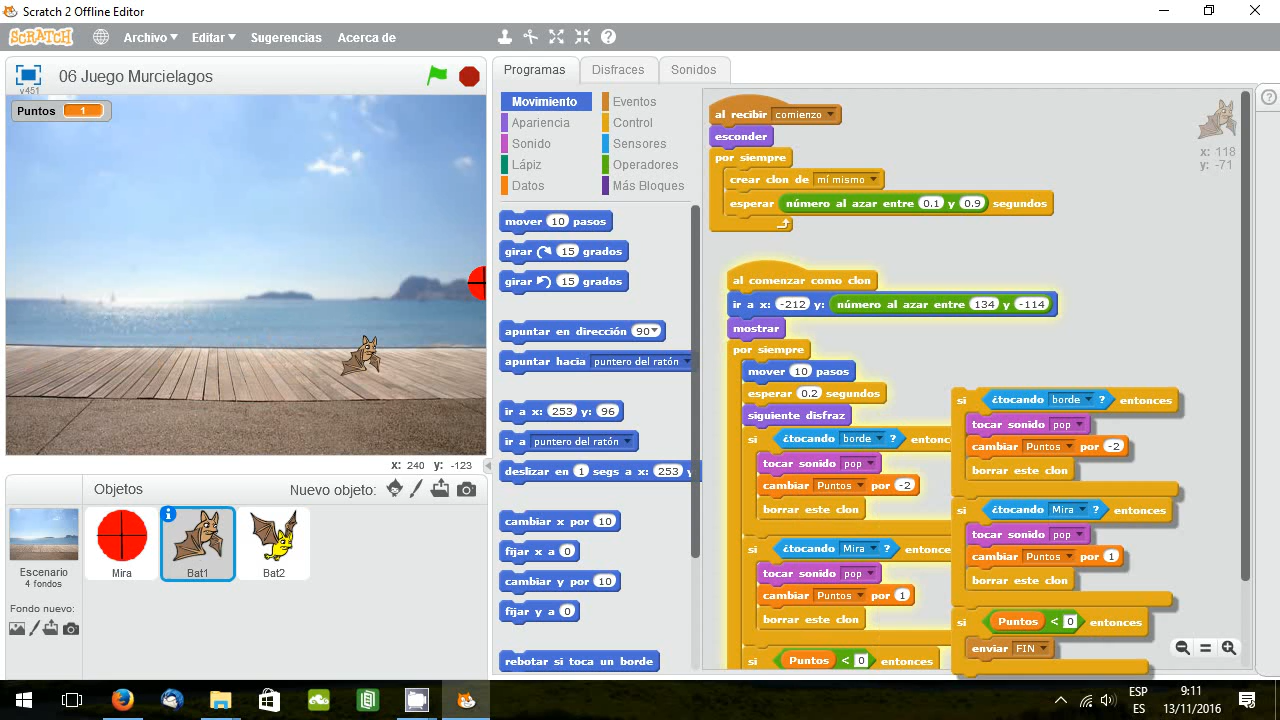 Scratch 2 Offline Editor
SCRATCH Archivo Editar Sugerencias Acerca de
06 Juego Murcielagos
v451
Puntos 1
x: 240 y: -123
Objetos Nuevo objeto:
Escenario
4 fondos
Mira
Bat1
Bat2
Fondo nuevo:
Programas Disfraces Sonidos
Movimiento Eventos
Apariencia Control
Sonido Sensores
Lápiz Operadores
Datos Más Bloques
mover 10 pasos
girar 15 grados
girar 15 grados
apuntar en dirección 90
apuntar hacia puntero del ratón
ir a x: 253 y: 96
ir a puntero del ratón
deslizar en 1 segs a x: 253 y
cambiar x por 10
fijar x a 0
cambiar y por 10
fijar y a 0
rebotar si toca un borde
al recibir comienzo
esconder
por siempre
crear clon de mí mismo
esperar número al azar entre 0.1 y 0.9 segundos
x: 118
y: -71
al comenzar como clon
ir a x: -212 y: número al azar entre 134 y -114
mostrar
por siempre
mover 10 pasos
esperar 0.2 segundos
siguiente disfraz
si ¿tocando borde ? entonc
tocar sonido pop
cambiar Puntos por -2
borrar este clon
si ¿tocando Mira ? entonce
tocar sonido pop
cambiar Puntos por 1
borrar este clon
si Puntos < 0 entonces
si ¿tocando borde ? entonces
tocar sonido pop
cambiar Puntos por -2
borrar este clon
si ¿tocando Mira ? entonces
tocar sonido pop
cambiar Puntos por 1
borrar este clon
si Puntos < 0 entonces
enviar FIN
ESP
ES
9:11
13/11/2016